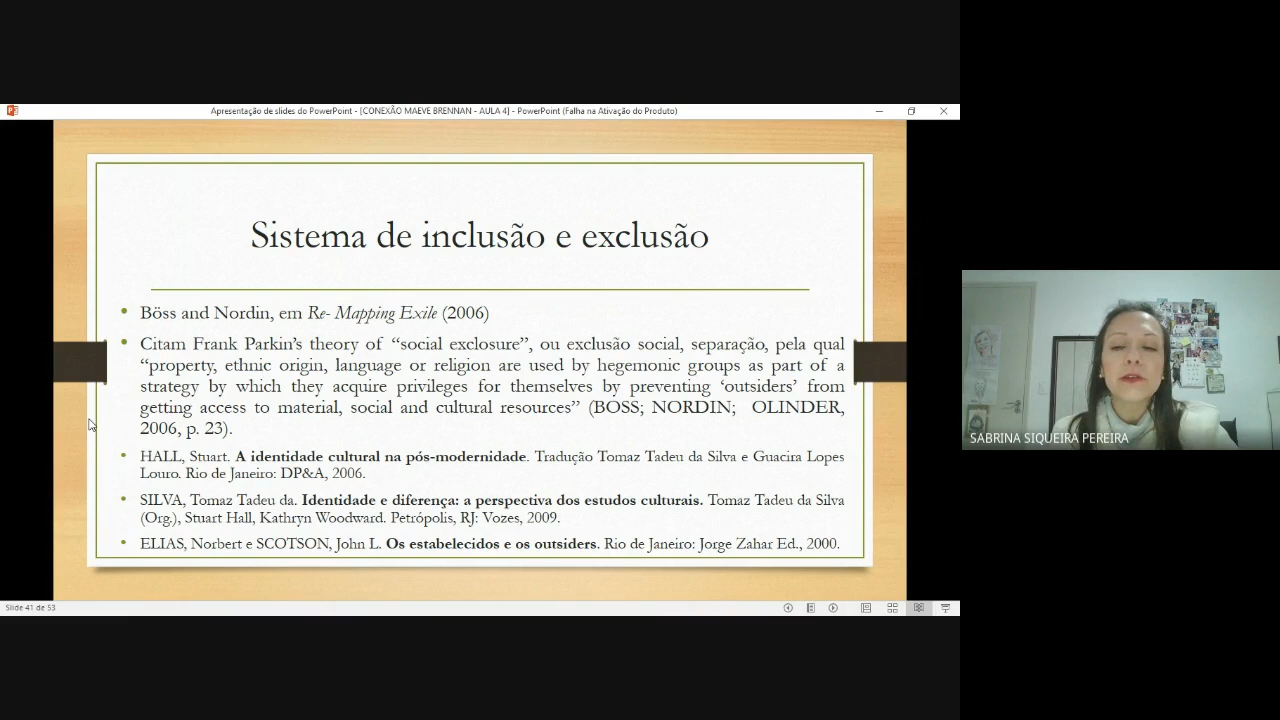 Apresentação de slides do PowerPoint - [CONEXÃO MAEVE BRENNAN - AULA 4] - PowerPoint (Falha na Ativação do Produto)
Sistema de inclusão e exclusão
• Böss and Nordin, em Re- Mapping Exile (2006)
• Citam Frank Parkin’s theory of “social exclosure”, ou exclusão social, separação, pela qual
“property, ethnic origin, language or religion are used by hegemonic groups as part of a
strategy by which they acquire privileges for themselves by preventing ‘outsiders’ from
getting access to material, social and cultural resources” (BOSS; NORDIN; OLINDER,
2006, p. 23).
• HALL, Stuart. A identidade cultural na pós-modernidade. Tradução Tomaz Tadeu da Silva e Guacira Lopes
Louro. Rio de Janeiro: DP&A, 2006.
• SILVA, Tomaz Tadeu da. Identidade e diferença: a perspectiva dos estudos culturais. Tomaz Tadeu da Silva
(Org.), Stuart Hall, Kathryn Woodward. Petrópolis, RJ: Vozes, 2009.
• ELIAS, Norbert e SCOTSON, John L. Os estabelecidos e os outsiders. Rio de Janeiro: Jorge Zahar Ed., 2000.
Slide 41 de 53
SABRINA SIQUEIRA PEREIRA